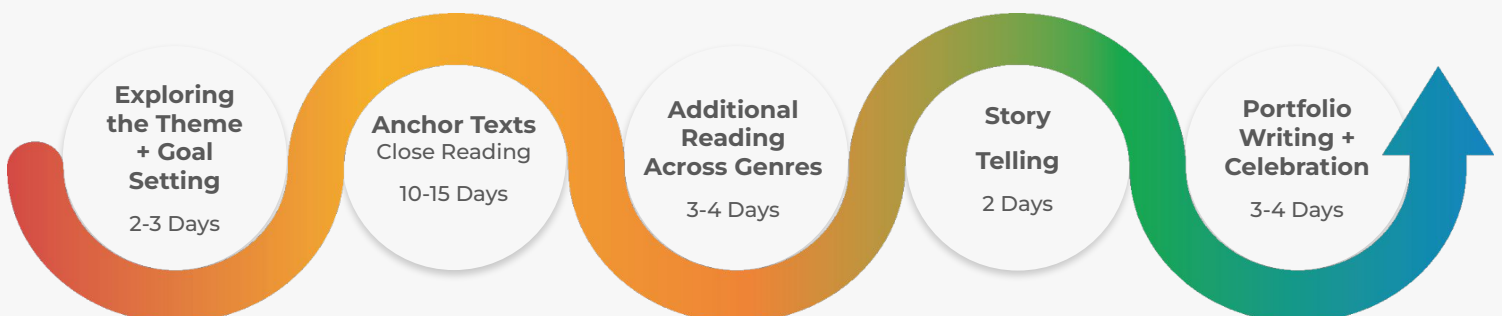 Exploring
the Theme
+ Goal
Setting
2-3 Days
Anchor Texts
Close Reading
10-15 Days
Additional
Reading
Across Genres
3-4 Days
Story
Telling
2 Days
Portfolio
Writing +
Celebration
3-4 Days